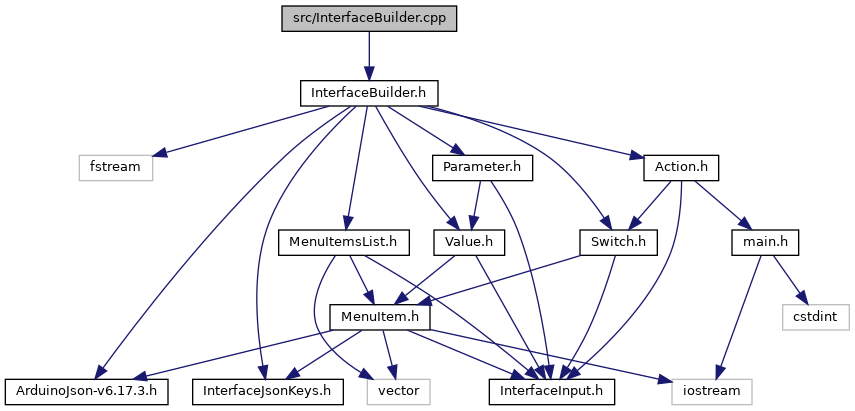 src/InterfaceBuilder.cpp
InterfaceBuilder.h
fstream
Parameter.h
Action.h
MenuItemsList.h
Value.h
Switch.h
main.h
MenuItem.h
cstdint
ArduinoJson-v6.17.3.h
InterfaceJsonKeys.h
vector
InterfaceInput.h
iostream